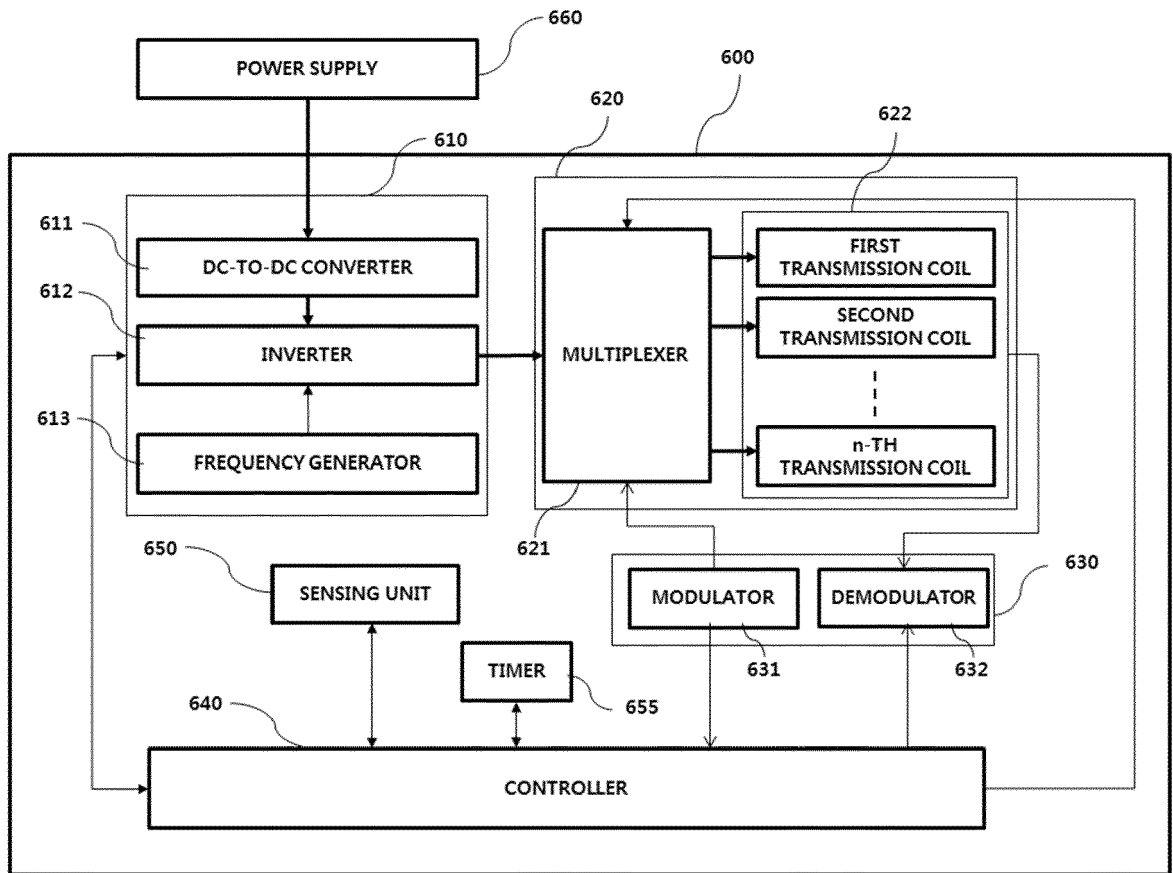 660
POWER SUPPLY
600
620
622
610
611
DC-TO-DC CONVERTER
612
INVERTER
613
FREQUENCY GENERATOR
MULTIPLEXER
FIRST
TRANSMISSION COIL
SECOND
TRANSMISSION COIL
n-TH
TRANSMISSION COIL
621
650
SENSING UNIT
630
MODULATOR
DEMODULATOR
631
632
TIMER
655
640
CONTROLLER